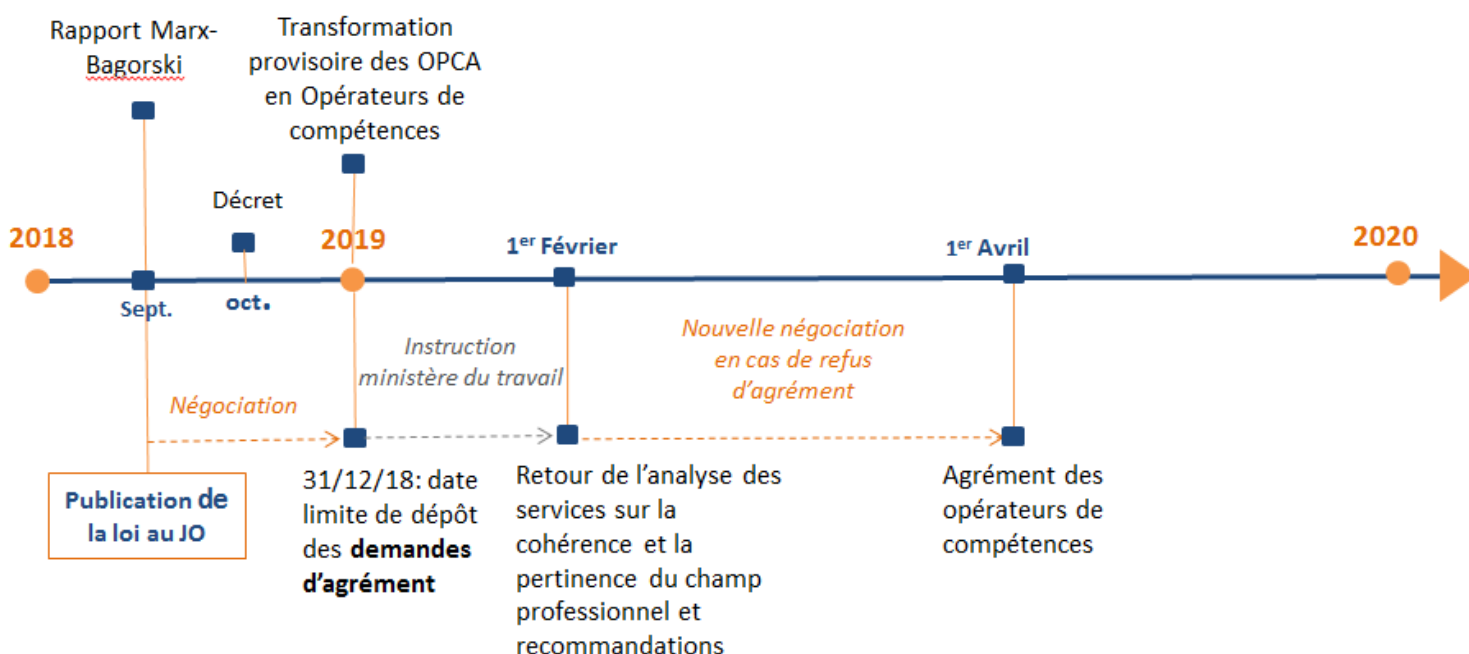 Rapport Marx-
Bagorski
Transformation
provisoire des OPCA
en Opérateurs de
compétences
Décret
2018
2019
1er Février
1er Avril
2020
Sept.
oct.
Instruction
ministère du travail
Nouvelle négociation
en cas de refus
d’agrément
Négociation
Publication de
la loi au JO
31/12/18: date
limite de dépôt
des demandes
d’agrément
Retour de l’analyse des
services sur la
cohérence et la
pertinence du champ
professionnel et
recommandations
Agrément des
opérateurs de
compétences